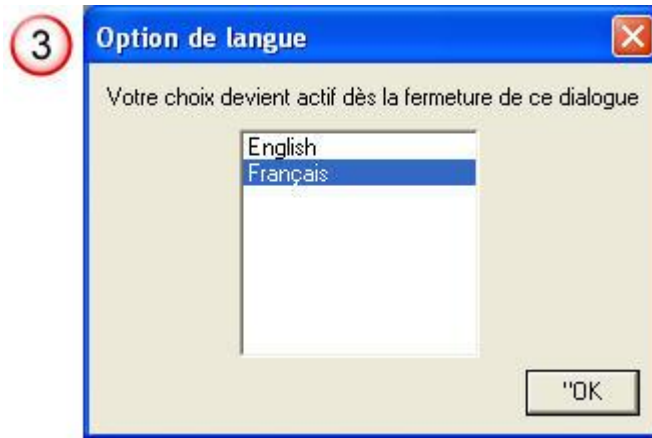 3
Option de langue
Votre choix devient actif dès la fermeture de ce dialogue
English
Français
"OK